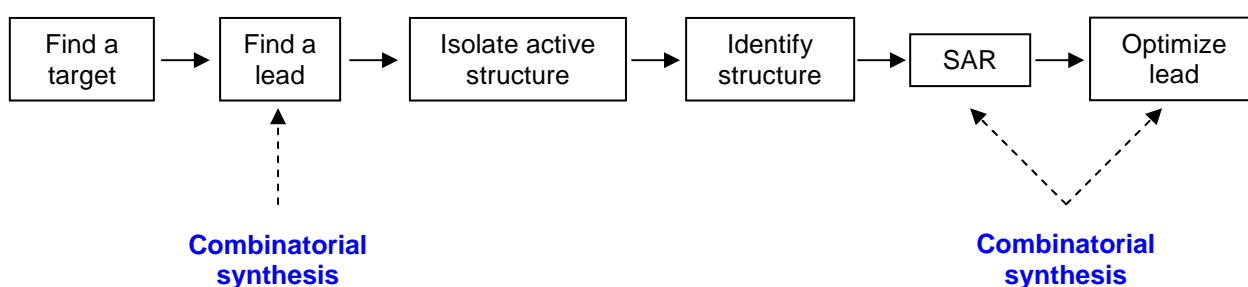 Find a
target
Find a
lead
Isolate active
structure
Identify
structure
SAR
Optimize
lead
Combinatorial
synthesis
Combinatorial
synthesis